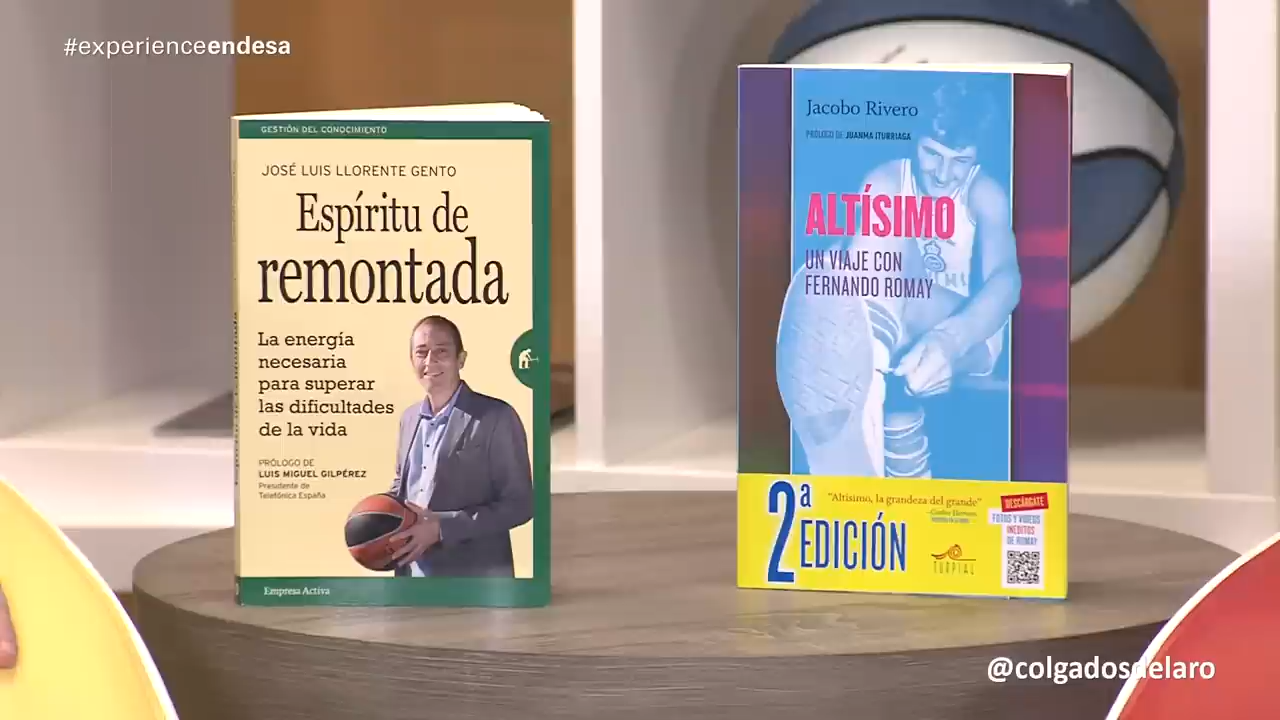 #experienceendesa
GESTIÓN DEL CONOCIMIENTO
JOSÉ LUIS LLORENTE GENTO
Espíritu de
remontada
La energía
necesaria
para superar
las dificultades
de la vida
PRÓLOGO DE
LUIS MIGUEL GILPÉREZ
Presidente de
Telefónica España
Empresa Activa
Jacobo Rivero
PRÓLOGO DE JUANMA ITURRIAGA
ALTÍSIMO
UN VIAJE CON
FERNANDO ROMAY
2ª
EDICIÓN
"Altísimo, la grandeza del grande"
TURPIAL
DESCÁRGATE
FOTOS Y VIDEOS
INÉDITOS
DE ROMAY
@colgadosdelaro